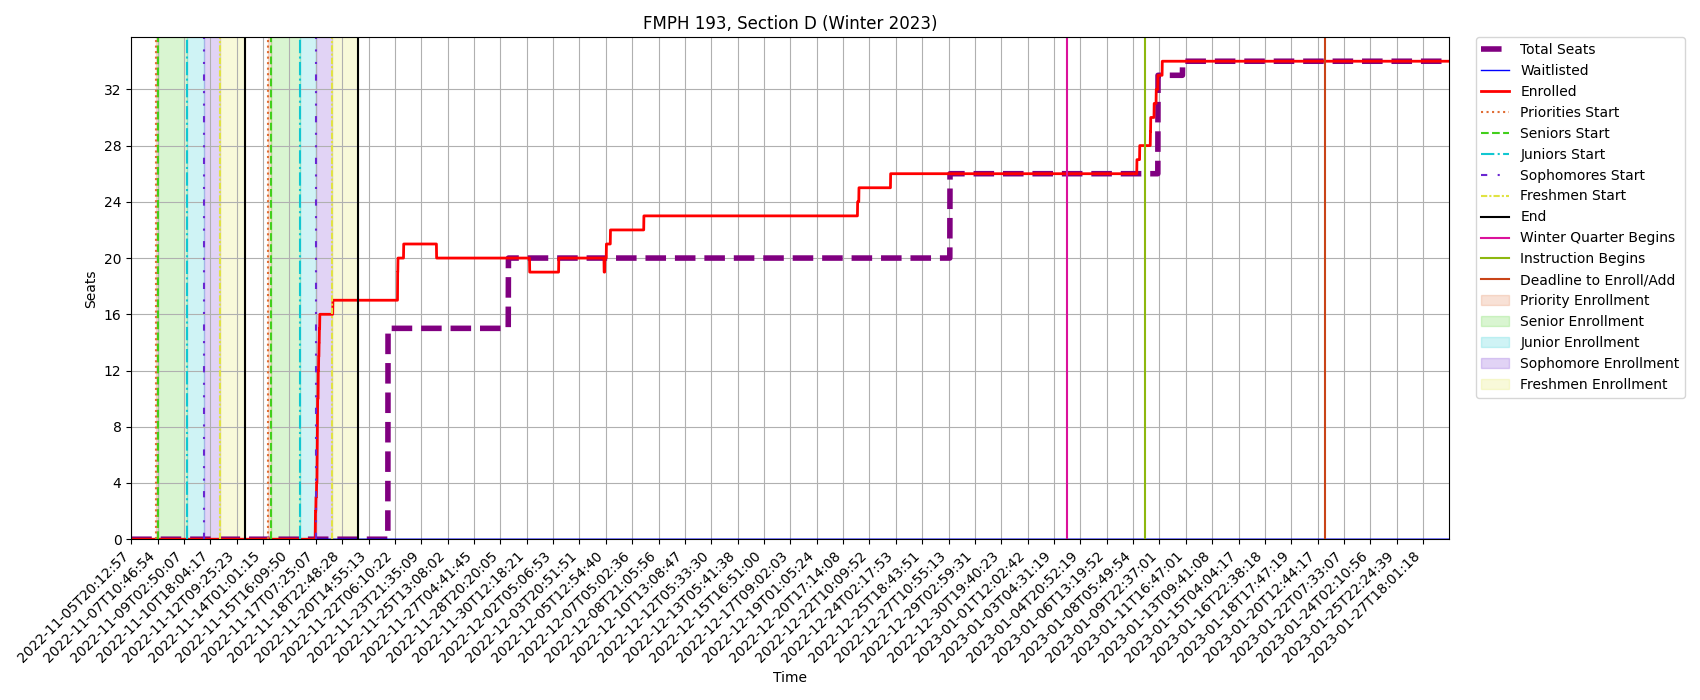 FMPH 193, Section D (Winter 2023)
Seats
32
28
24
20
16
12
8
4
0
2022-11-05T20:12:57
2022-11-07T10:46:54
2022-11-09T02:50:07
2022-11-10T18:04:17
2022-11-12T09:25:23
2022-11-14T01:01:15
2022-11-15T16:09:50
2022-11-17T07:25:07
2022-11-18T22:48:28
2022-11-20T14:55:13
2022-11-22T06:10:22
2022-11-23T21:35:09
2022-11-25T13:08:02
2022-11-27T04:41:45
2022-11-28T20:20:05
2022-11-30T12:18:21
2022-12-02T05:06:53
2022-12-03T20:51:51
2022-12-05T12:54:40
2022-12-07T05:02:36
2022-12-08T21:05:56
2022-12-10T13:08:47
2022-12-12T05:33:30
2022-12-13T05:41:38
2022-12-15T16:51:00
2022-12-17T09:02:03
2022-12-19T01:05:24
2022-12-20T17:14:08
2022-12-22T10:09:52
2022-12-24T02:17:53
2022-12-25T18:43:51
2022-12-27T10:55:13
2022-12-29T02:59:31
2022-12-30T19:40:23
2023-01-01T12:02:42
2023-01-03T04:31:19
2023-01-04T20:52:19
2023-01-06T13:19:52
2023-01-08T05:49:54
2023-01-09T22:37:01
2023-01-11T16:47:01
2023-01-13T09:41:08
2023-01-15T04:04:17
2023-01-16T22:38:18
2023-01-18T17:47:19
2023-01-20T12:44:17
2023-01-22T07:33:07
2023-01-24T02:10:56
2023-01-25T22:24:39
2023-01-27T18:01:18
Time
Total Seats
Waitlisted
Enrolled
Priorities Start
Seniors Start
Juniors Start
Sophomores Start
Freshmen Start
End
Winter Quarter Begins
Instruction Begins
Deadline to Enroll/Add
Priority Enrollment
Senior Enrollment
Junior Enrollment
Sophomore Enrollment
Freshmen Enrollment